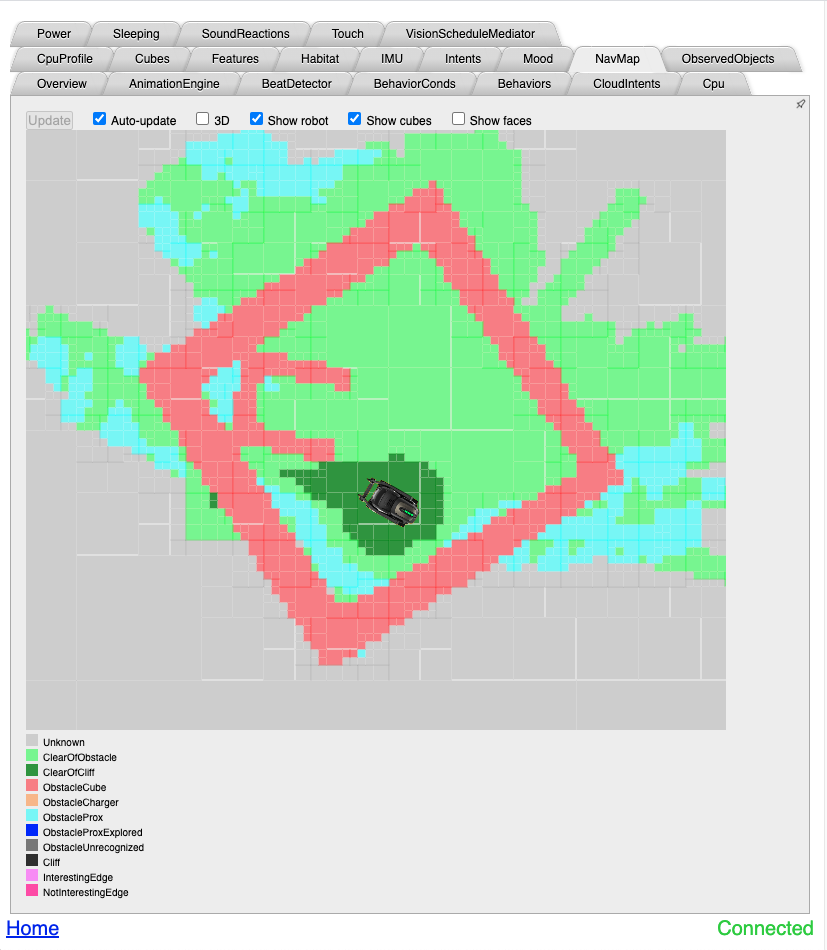 Power Sleeping SoundReactions Touch VisionScheduleMediator
CpuProfile Cubes Features Habitat IMU Intents Mood NavMap ObservedObjects
Overview AnimationEngine BeatDetector BehaviorConds Behaviors CloudIntents Cpu
Update Auto-update 3D Show robot Show cubes Show faces
Unknown
ClearOfObstacle
ClearOfCliff
ObstacleCube
ObstacleCharger
ObstacleProx
ObstacleProxExplored
ObstacleUnrecognized
Cliff
InterestingEdge
NotInterestingEdge
Home Connected